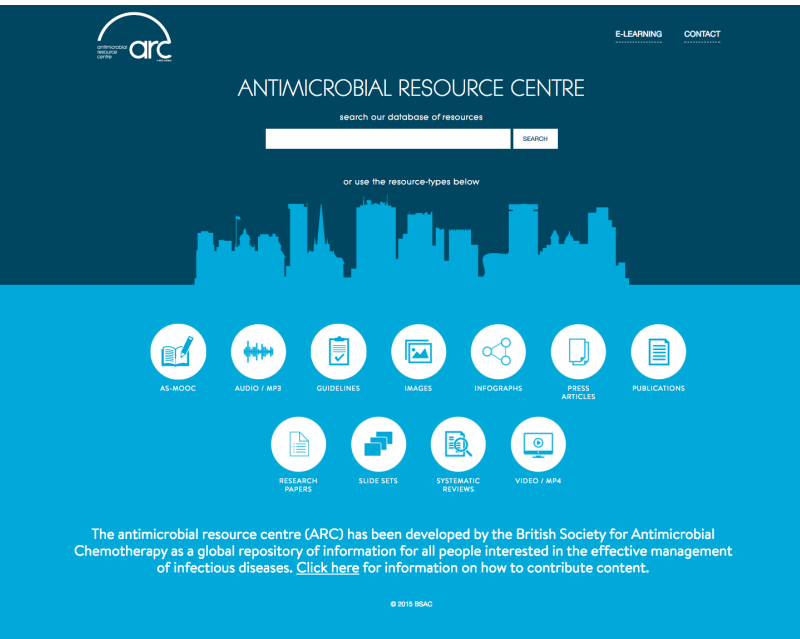 antimicrobial
resource
centre
arc
E-LEARNING
CONTACT
ANTIMICROBIAL RESOURCE CENTRE
search our database of resources
SEARCH
or use the resource-types below
AS-MOOC
AUDIO / MP3
GUIDELINES
IMAGES
INFOGRAPHS
PRESS
ARTICLES
PUBLICATIONS
RESEARCH
PAPERS
SLIDE SETS
SYSTEMATIC
REVIEWS
VIDEO / MP4
The antimicrobial resource centre (ARC) has been developed by the British Society for Antimicrobial
Chemotherapy as a global repository of information for all people interested in the effective management
of infectious diseases. Click here for information on how to contribute content.
© 2015 BSAC